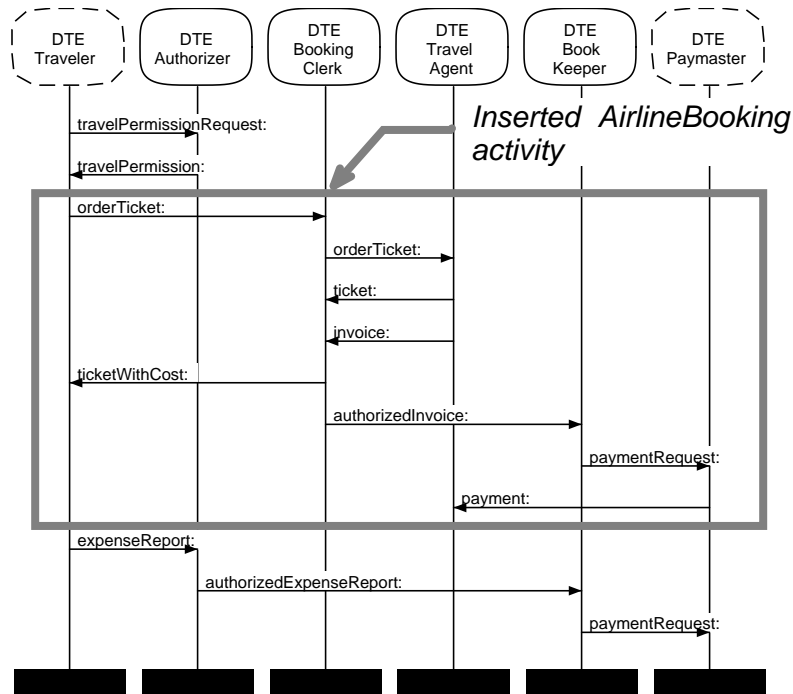 DTE
Traveler
DTE
Authorizer
DTE
Booking
Clerk
DTE
Travel
Agent
DTE
Book
Keeper
DTE
Paymaster
Inserted AirlineBooking
activity
travelPermissionRequest:
travelPermission:
orderTicket:
orderTicket:
ticket:
invoice:
ticketWithCost:
authorizedInvoice:
paymentRequest:
payment:
expenseReport:
authorizedExpenseReport:
paymentRequest: